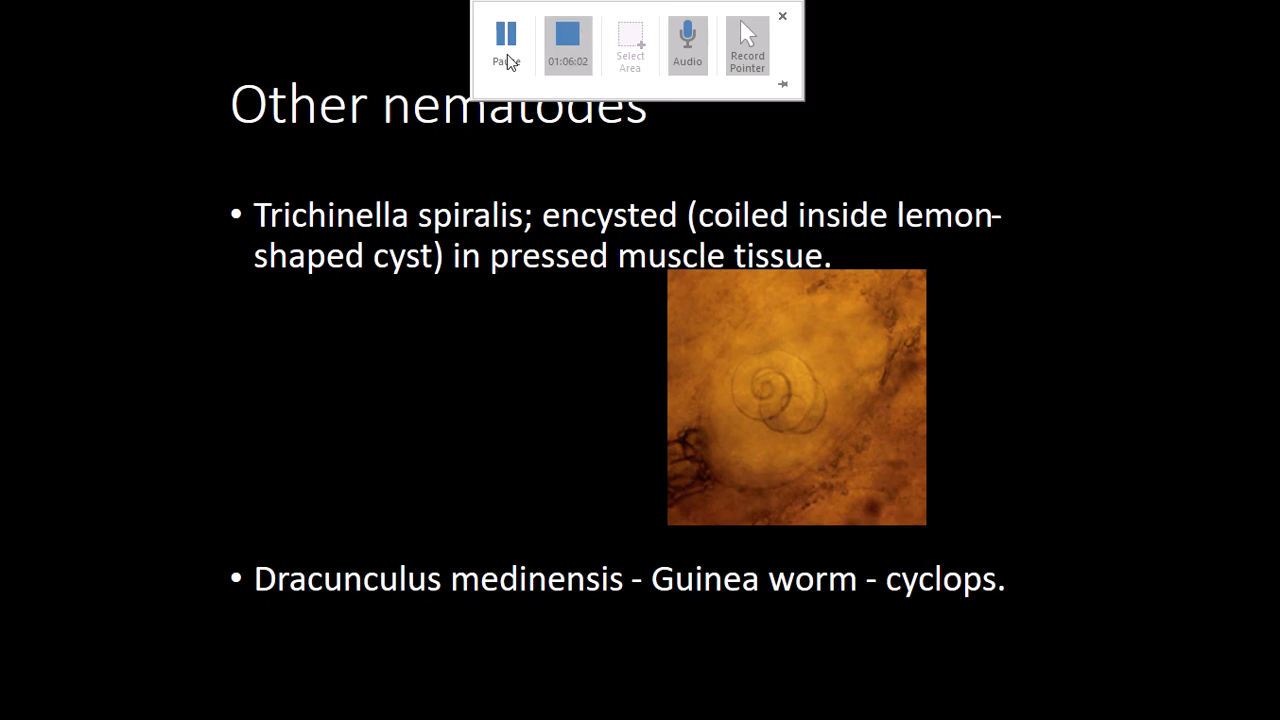 Pause
01:06:02
Select
Area
Audio
Record
Pointer
Other nematodes
• Trichinella spiralis; encysted (coiled inside lemon-
shaped cyst) in pressed muscle tissue.
• Dracunculus medinensis - Guinea worm - cyclops.